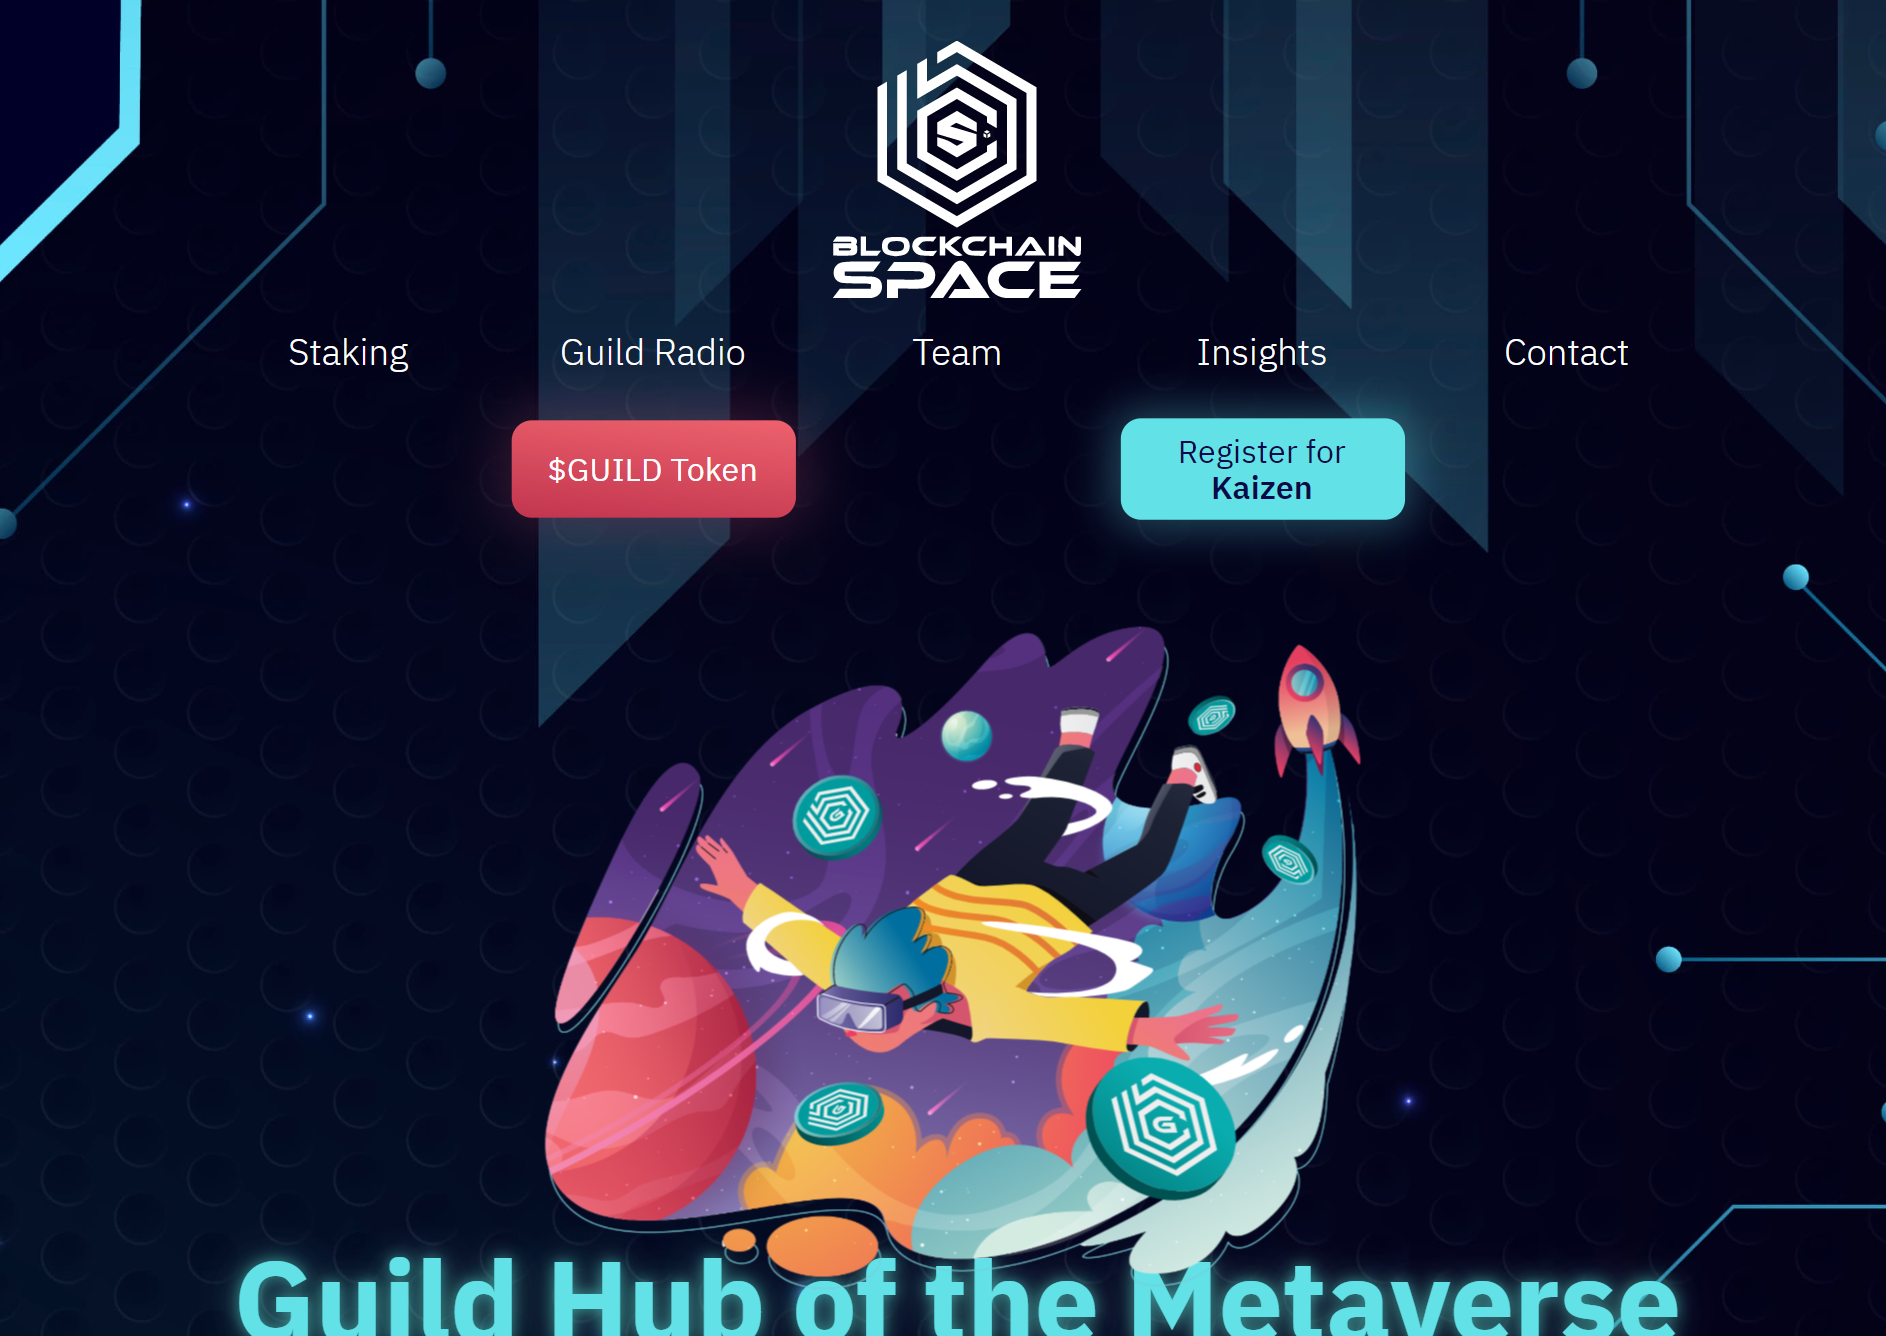 BLOCKCHAIN
SPACE
Staking
Guild Radio
Team
Insights
Contact
$GUILD Token
Register for
Kaizen
Guild Hub of the Metaverse